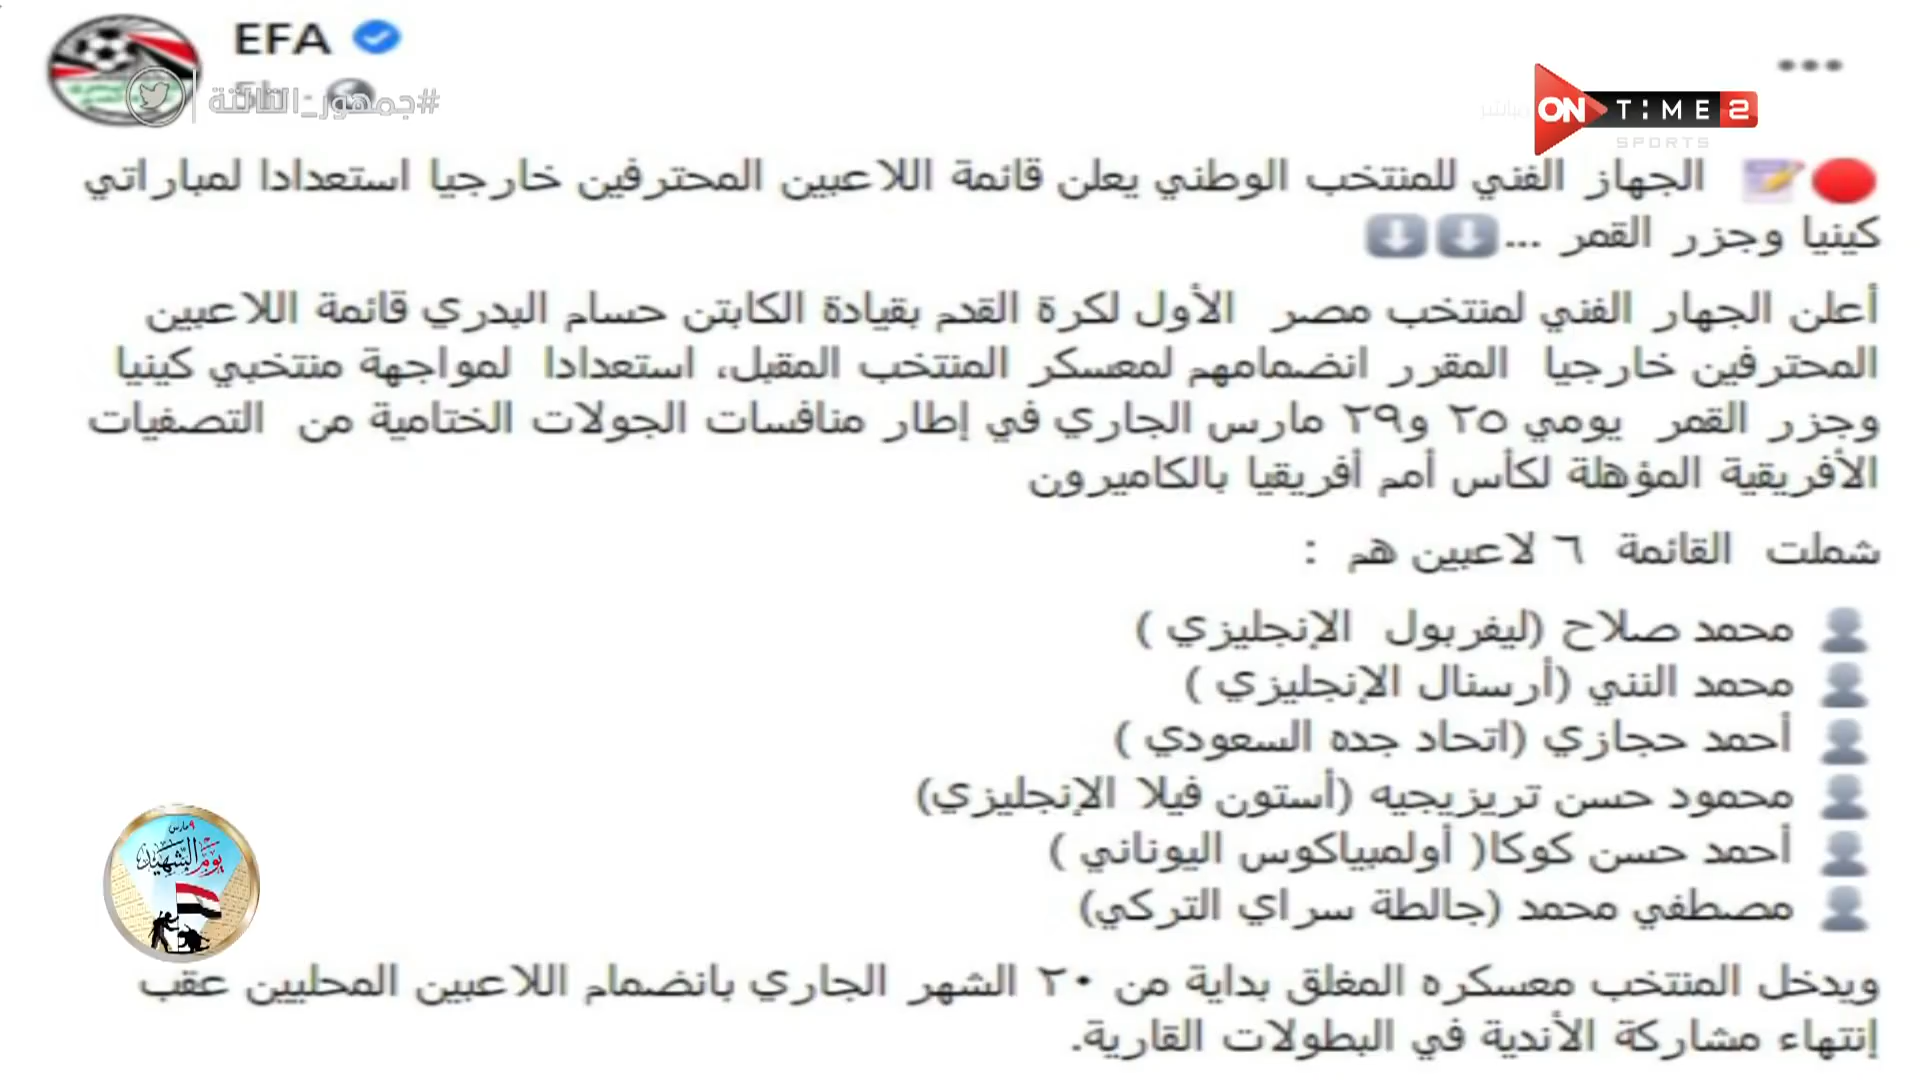 EFA
#جمهور_التالتة
ON TIME 2
SPORTS
🔴📝 الجهاز الفني للمنتخب الوطني يعلن قائمة اللاعبين المحترفين خارجيا استعدادا لمباراتي
كينيا وجزر القمر ...⬇️⬇️
أعلن الجهار الفني لمنتخب مصر الأول لكرة القدم بقيادة الكابتن حسام البدري قائمة اللاعبين
المحترفين خارجيا المقرر انضمامهم لمعسكر المنتخب المقبل، استعدادا لمواجهة منتخبي كينيا
وجزر القمر يومي ٢٥ و٢٩ مارس الجاري في إطار منافسات الجولات الختامية من التصفيات
الأفريقية المؤهلة لكأس أمم أفريقيا بالكاميرون
شملت القائمة ٦ لاعبين هم :
👤 محمد صلاح (ليفربول الإنجليزي )
👤 محمد النني (أرسنال الإنجليزي )
👤 أحمد حجازي (اتحاد جده السعودي )
👤 محمود حسن تريزيجيه (أستون فيلا الإنجليزي)
👤 أحمد حسن كوكا( أولمبياكوس اليوناني )
👤 مصطفي محمد (جالطة سراي التركي)
٩ مارس
يوم الشهيد
ويدخل المنتخب معسكره المغلق بداية من ٢٠ الشهر الجاري بانضمام اللاعبين المحليين عقب
إنتهاء مشاركة الأندية في البطولات القارية.